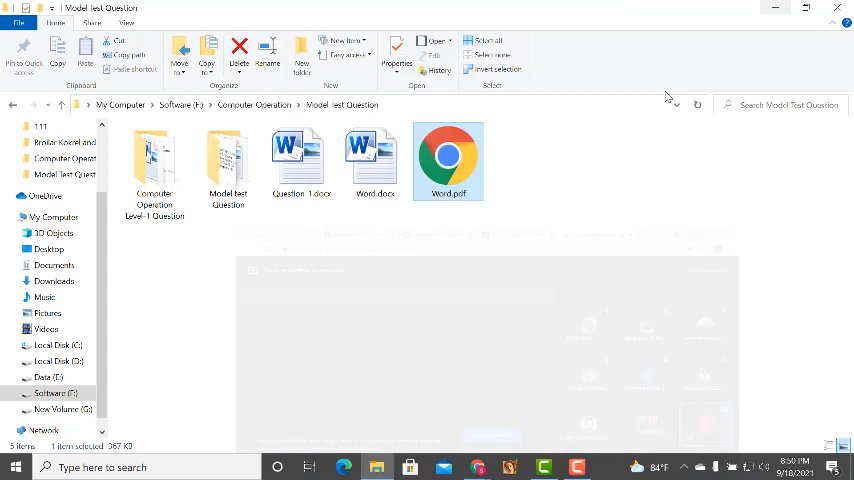 Model Test Question
File
Home
Share
View
Pin to Quick
access
Copy
Paste
Cut
Copy path
Paste shortcut
Clipboard
Move
to
Copy
to
Delete
Rename
Organize
New
folder
New item
Easy access
New
Properties
Open
Edit
History
Open
Select all
Select none
Invert selection
Select
My Computer
Software (F:)
Computer Operation
Model Test Question
Search Model Test Question
111
Broilar Kokrel and
Computer Operat
Model Test Quest
OneDrive
My Computer
3D Objects
Desktop
Documents
Downloads
Music
Pictures
Videos
Local Disk (C:)
Local Disk (D:)
Data (E:)
Software (F:)
New Volume (G:)
Network
Computer
Operation
Level-1 Question
Model test
Question
Question 1.docx
Word.docx
Word.pdf
5 items
1 item selected
367 KB
Type here to search
84°F
8:50 PM
9/18/2021
5